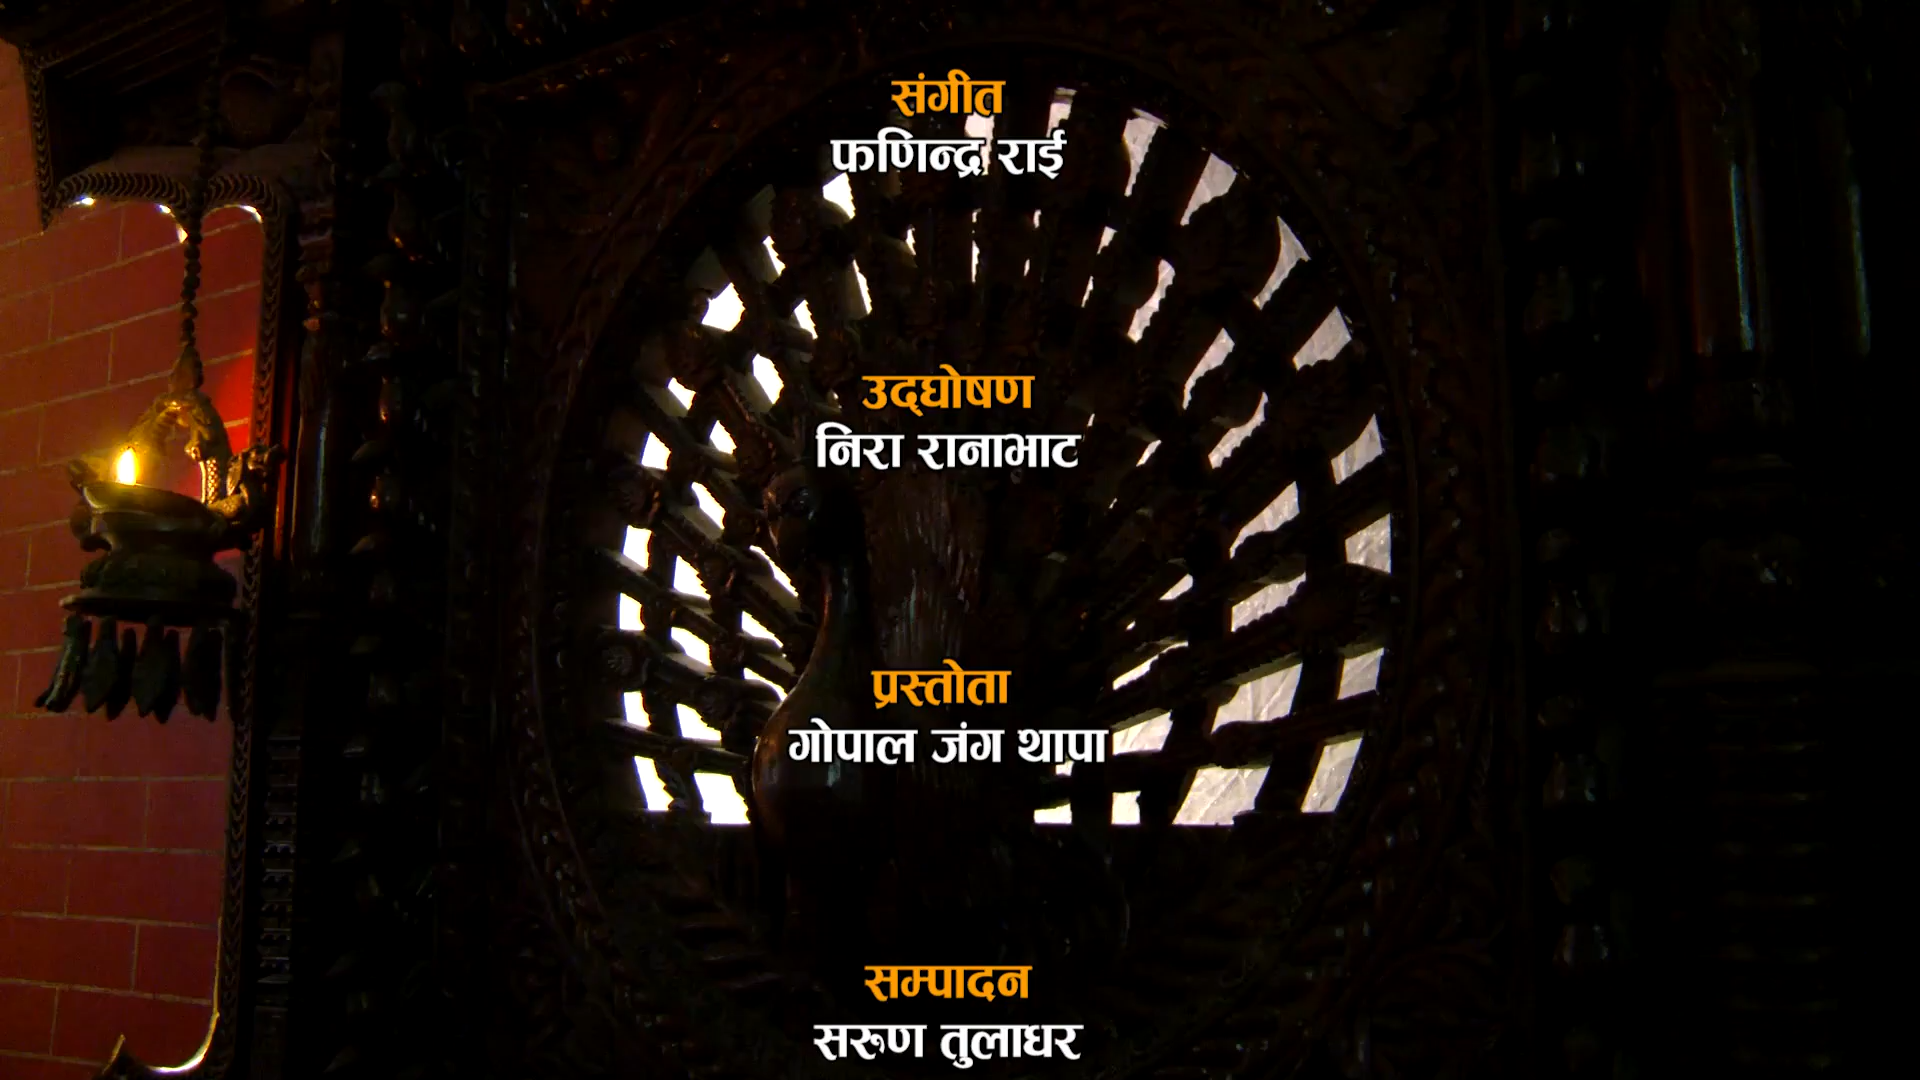 संगीत
फणिन्द्र राई
उद्घोषण
निरा रानाभाट
प्रस्तोता
गोपाल जंग थापा
सम्पादन
सरुण तुलाधर